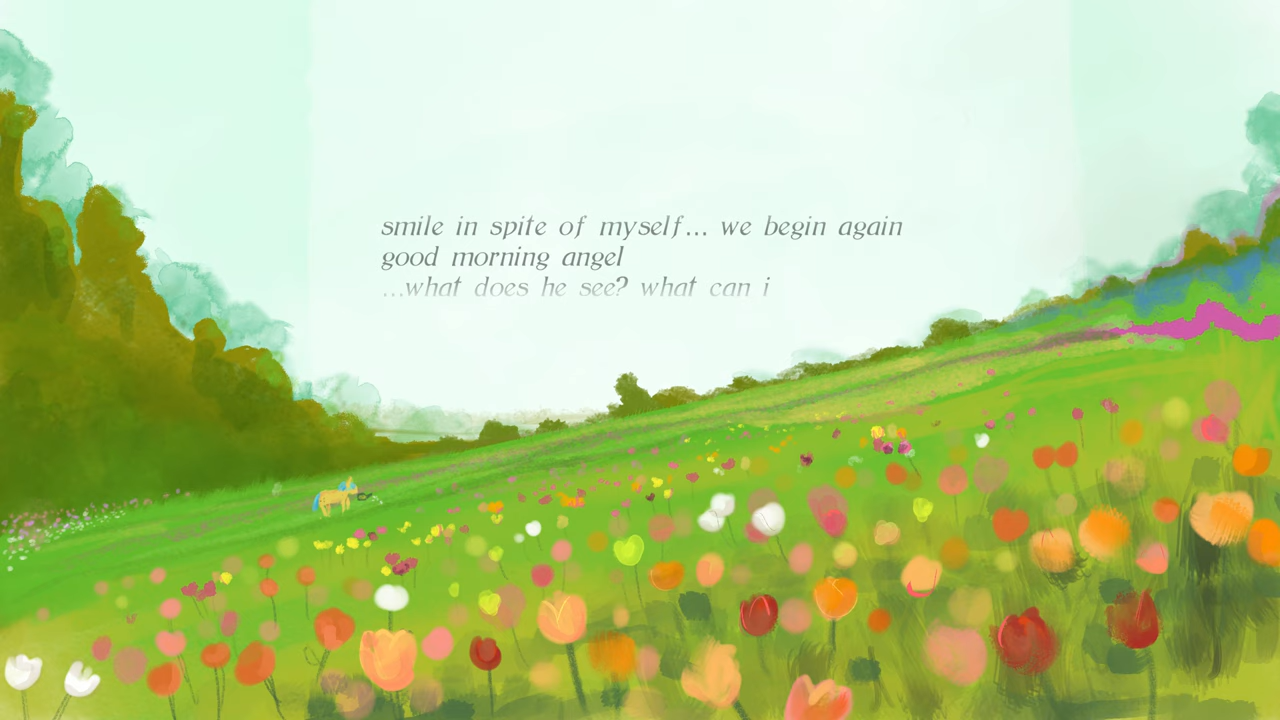 smile in spite of myself... we begin again
good morning angel
...what does he see? what can i